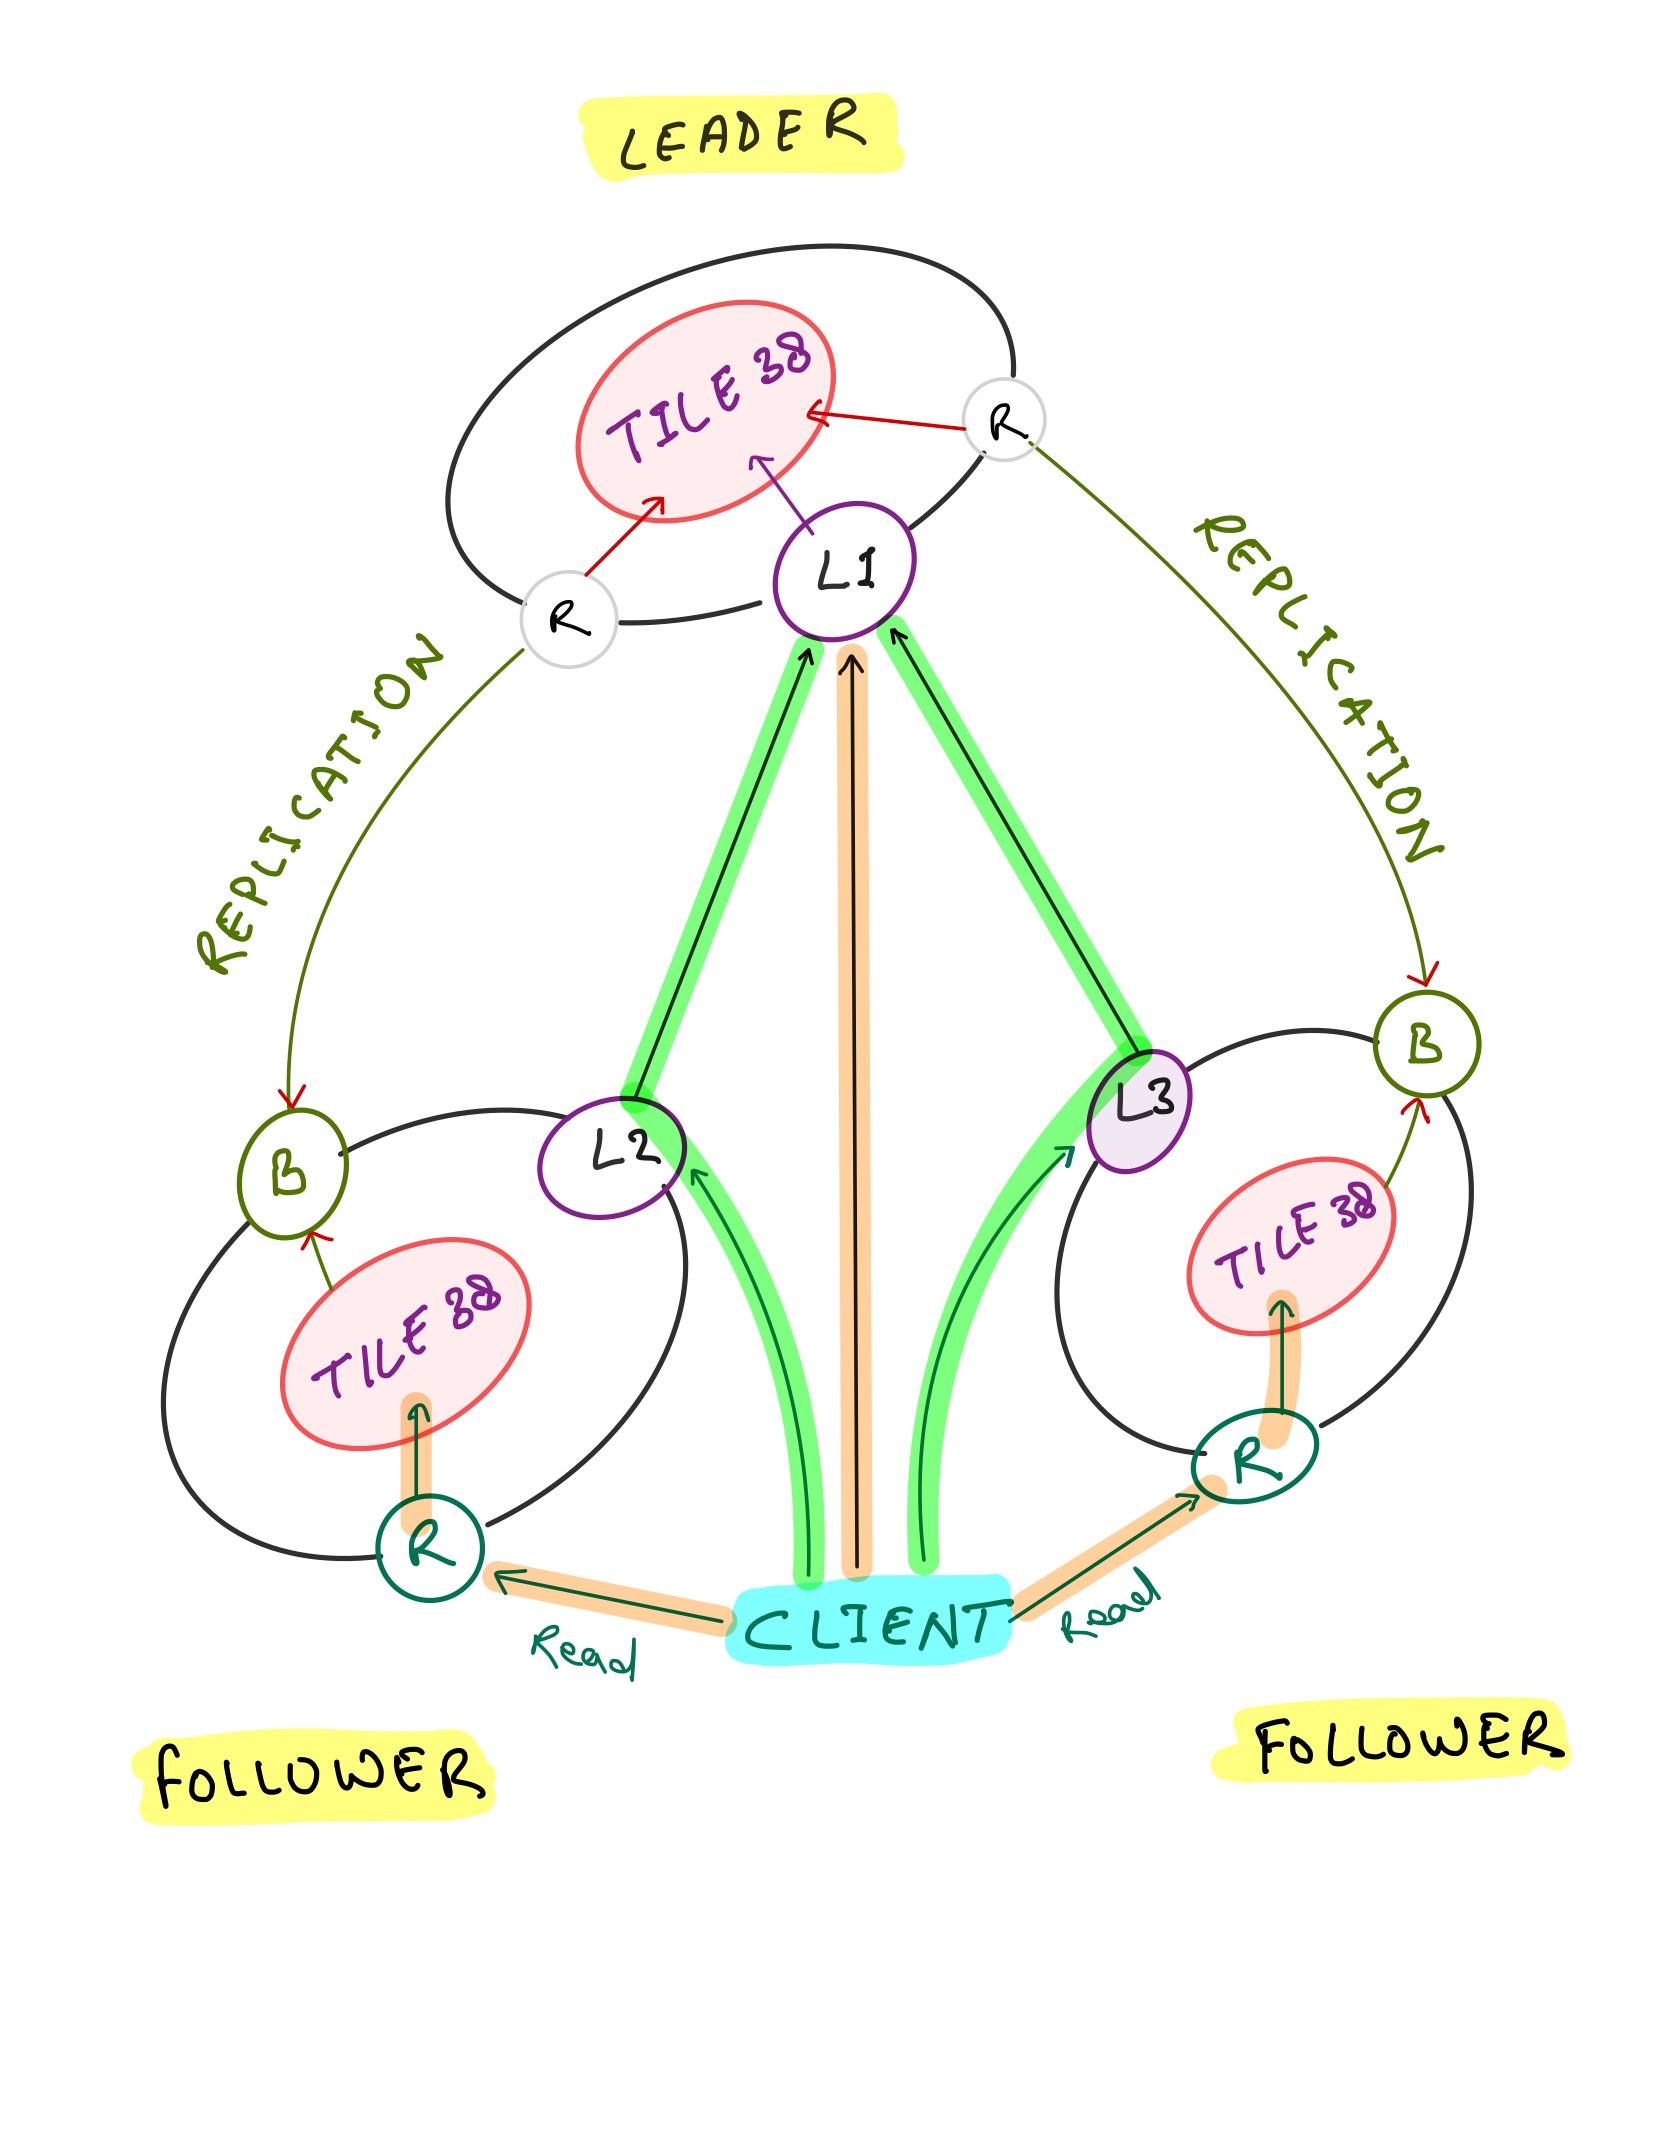 LEADER
TILE 38
R
L1
R
REPLICATION
REPLICATION
B
L3
B
L2
TILE 38
TILE 38
R
R
CLIENT
Read
Read
FOLLOWER
FOLLOWER